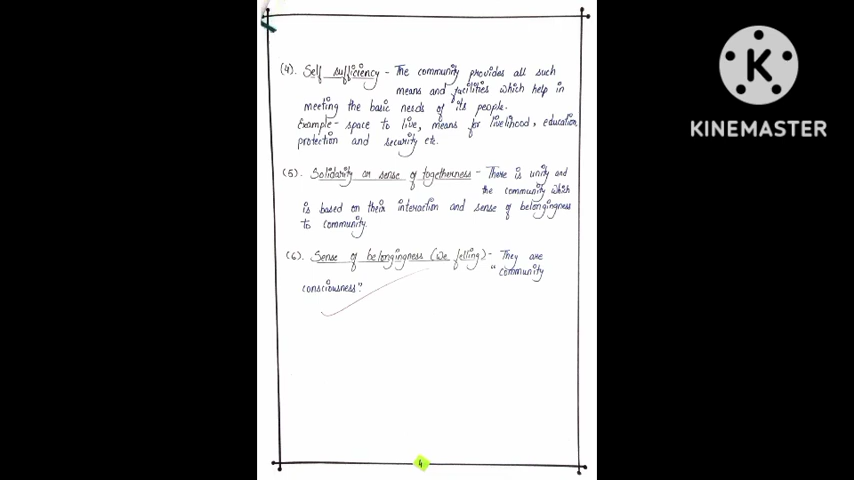 (4). Self sufficiency - The community provides all such
means and facilities which help in
meeting the basic needs of its people.
Example - space to live, means for livelihood, education
protection and security etc.
(5). Solidarity or sense of togetherness - There is unity and
the community which
is based on their interaction and sense of belongingness
to community.
(6). Sense of belongingness (we felling) - They are
"community
consciousness"
4
K
KINEMASTER